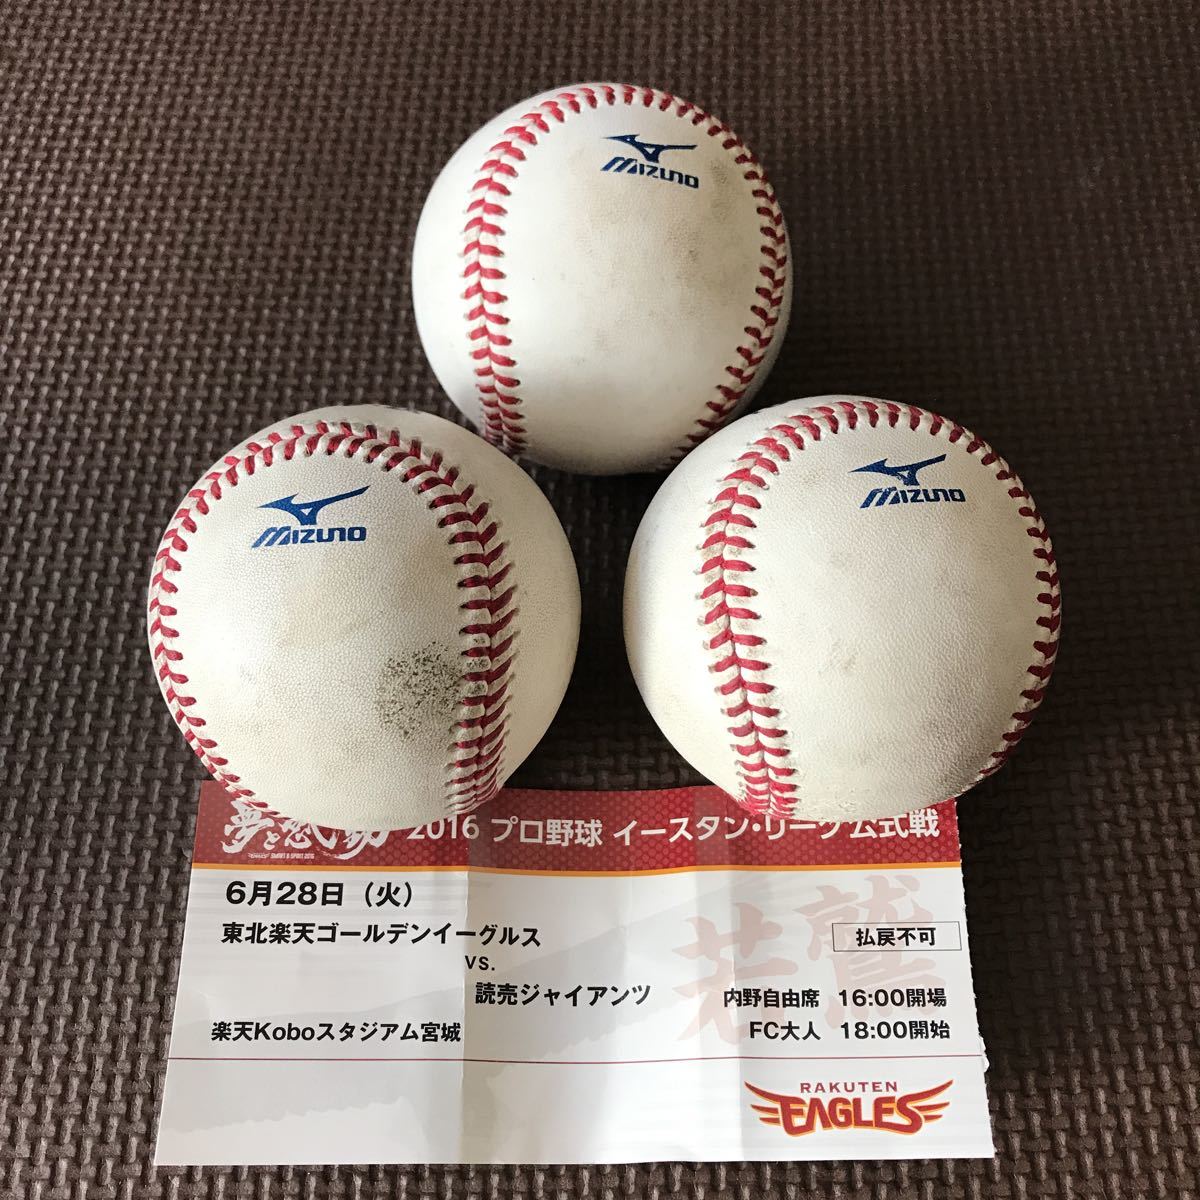 MIZUNO
MIZUNO
MIZUNO
夢と感動
2016 プロ野球 イースタン・リーグ公式戦
6月28日（火）
東北楽天ゴールデンイーグルス
vs.
読売ジャイアンツ
楽天Koboスタジアム宮城
若鷲
払戻不可
内野自由席 16:00開場
FC大人 18:00開始
RAKUTEN
EAGLES